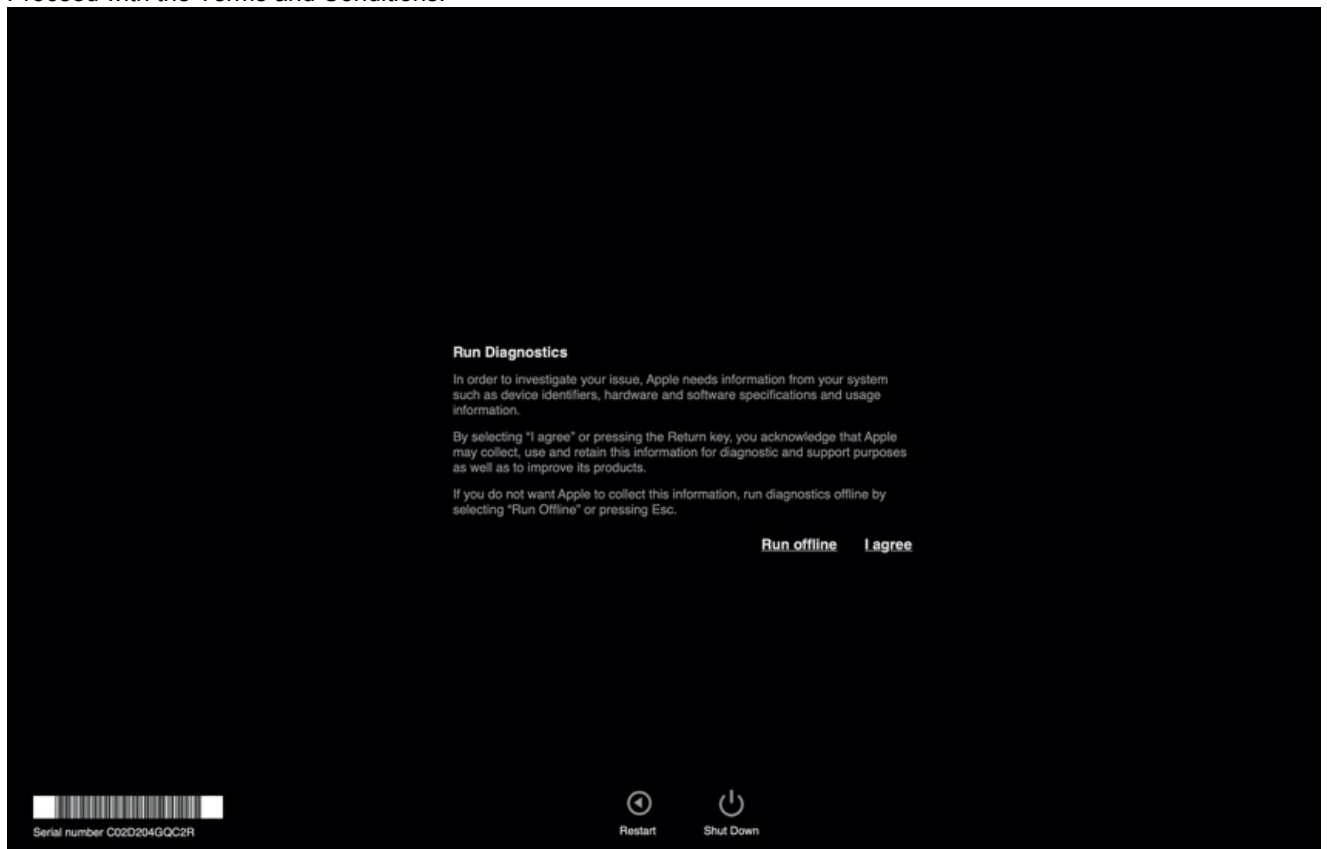 Proceed with the Terms and Conditions.
Run Diagnostics
In order to investigate your issue, Apple needs information from your system
such as device identifiers, hardware and software specifications and usage
information.
By selecting "I agree" or pressing the Return key, you acknowledge that Apple
may collect, use and retain this information for diagnostic and support purposes
as well as to improve its products.
If you do not want Apple to collect this information, run diagnostics offline by
selecting "Run Offline" or pressing Esc.
Run offline I agree
Serial number C02D204GQC2R
Restart Shut Down